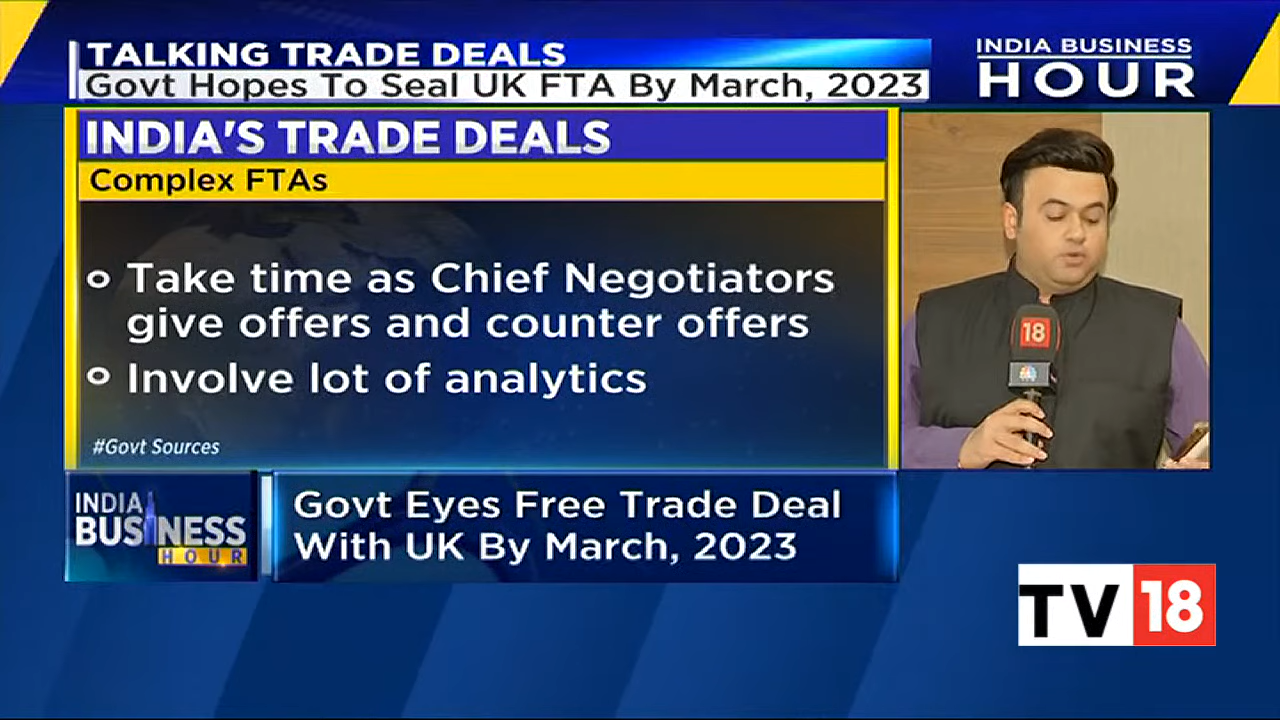 TALKING TRADE DEALS
Govt Hopes To Seal UK FTA By March, 2023
INDIA BUSINESS
HOUR
INDIA'S TRADE DEALS
Complex FTAs
o Take time as Chief Negotiators
give offers and counter offers
o Involve lot of analytics
#Govt Sources
18
INDIA
BUSINESS
HOUR
Govt Eyes Free Trade Deal
With UK By March, 2023
TV18